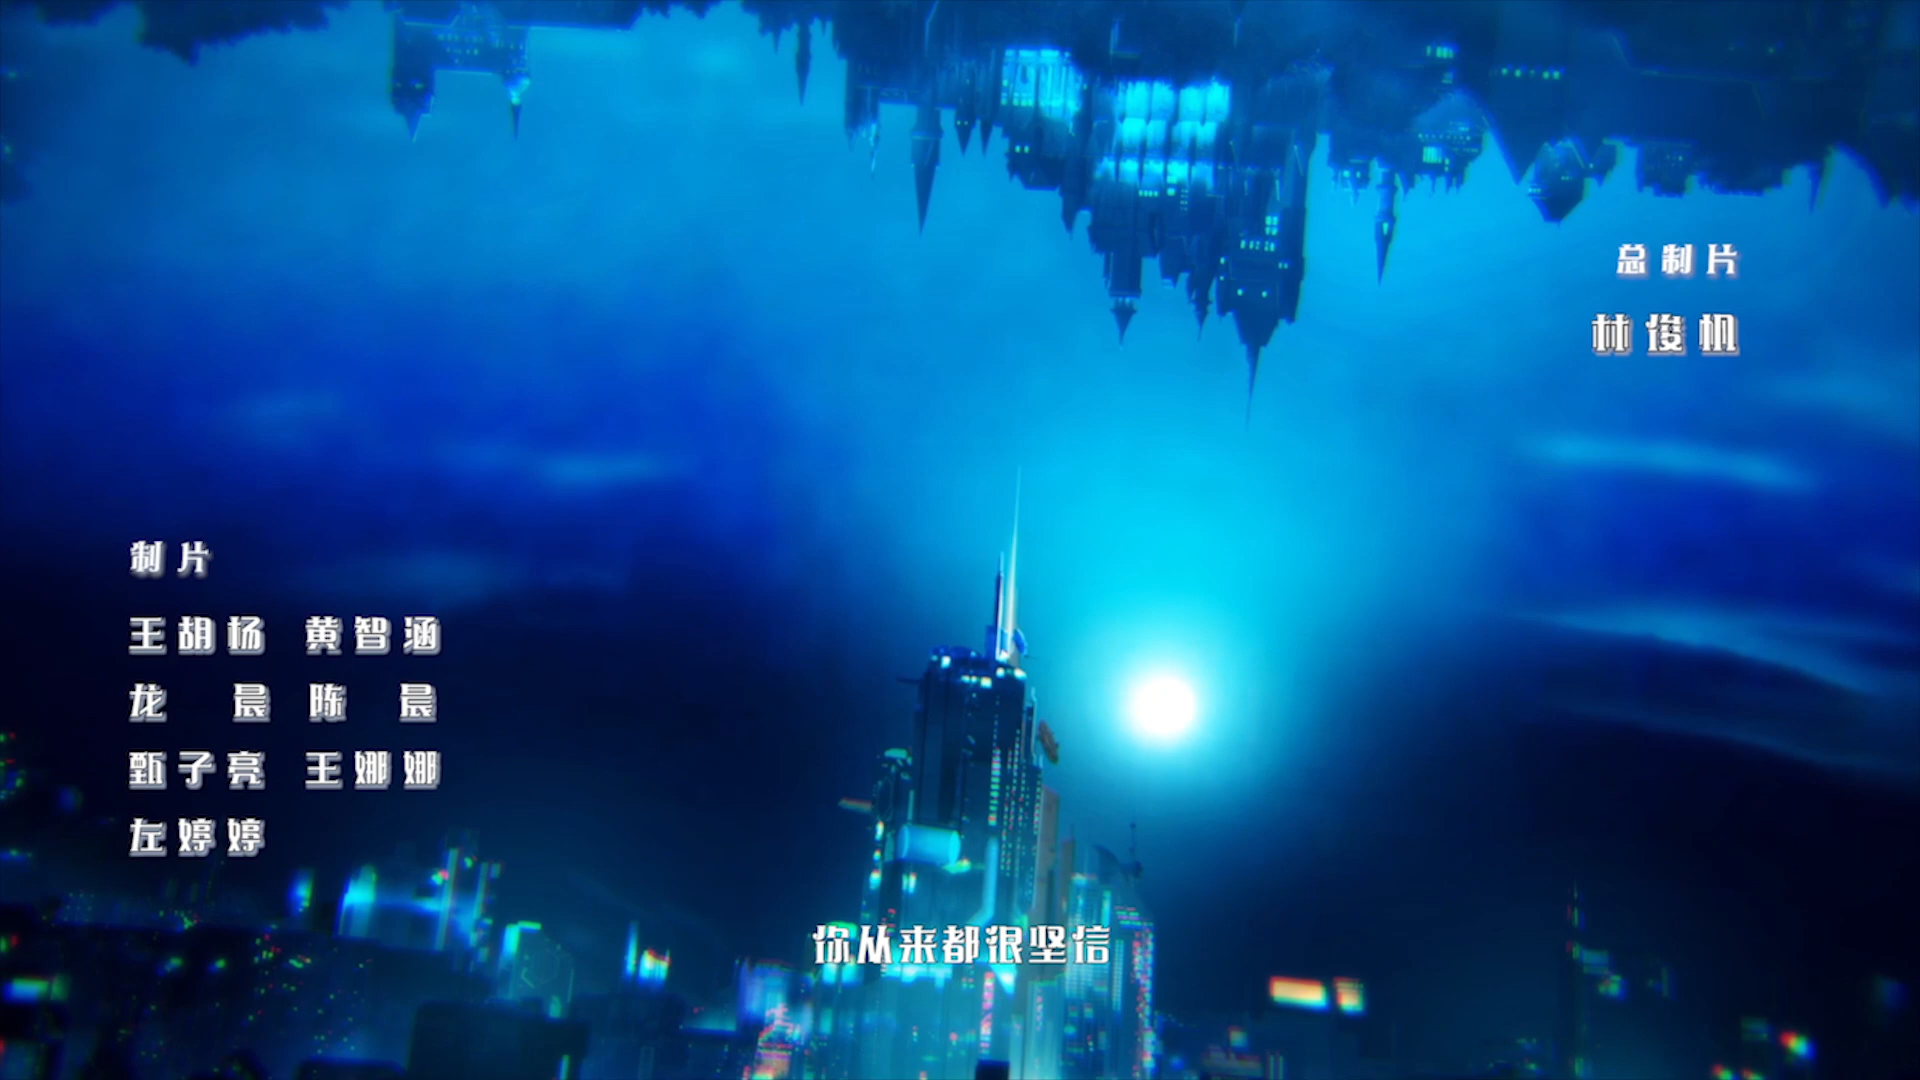 总制片
林俊帆
制片
王胡杨 黄智涵
龙晨 陈晨
甄子亮 王娜娜
左婷婷
你从来都很坚信